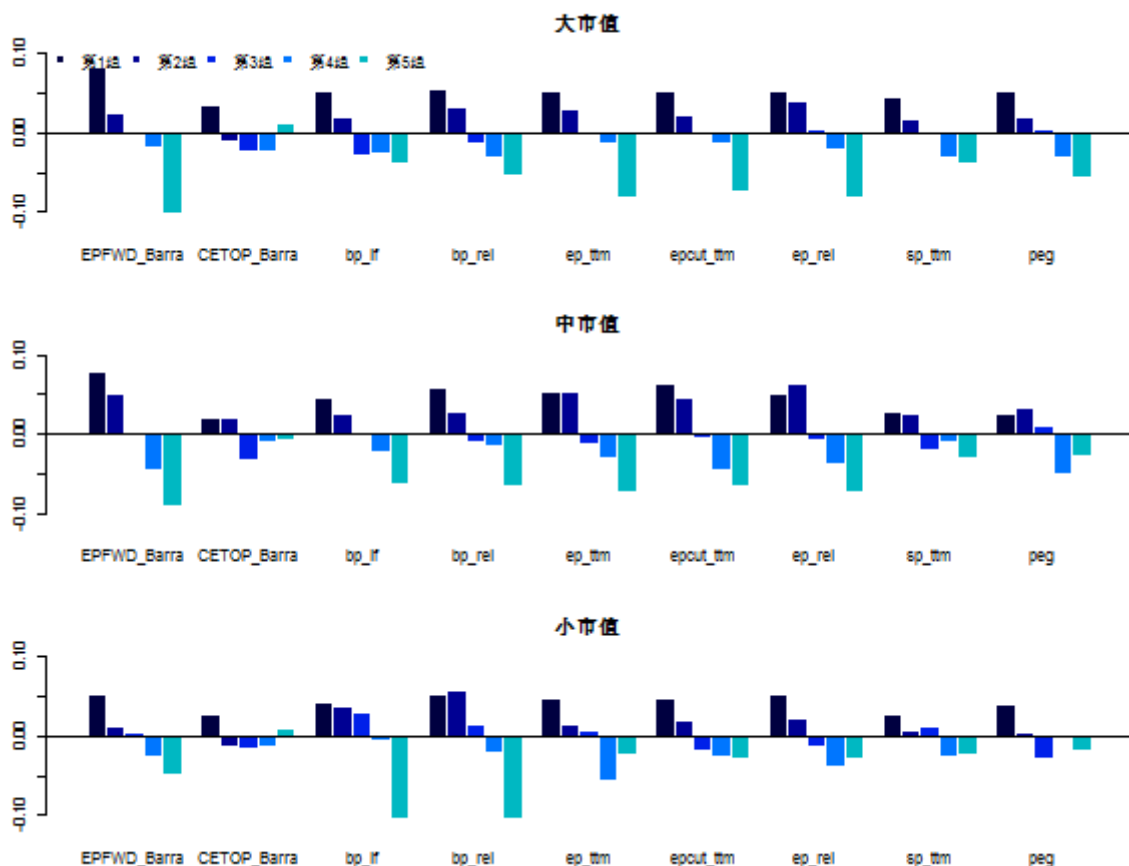 大市值
0.10
第1组 第2组 第3组 第4组 第5组
0.00
-0.10
EPFWD_Barra CETOP_Barra bp_lf bp_rel ep_ttm epcut_ttm ep_rel sp_ttm peg
中市值
0.10
0.00
-0.10
EPFWD_Barra CETOP_Barra bp_lf bp_rel ep_ttm epcut_ttm ep_rel sp_ttm peg
小市值
0.10
0.00
-0.10
EPFWD_Barra CETOP_Barra bp_lf bp_rel ep_ttm epcut_ttm ep_rel sp_ttm peg